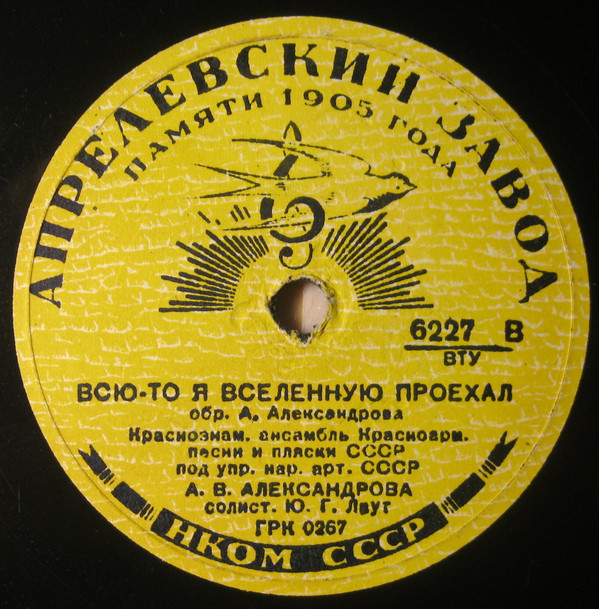 АПРЕЛЕВСКИЙ ЗАВОД
ПАМЯТИ 1905 ГОДА
6227 В
ВТУ
ВСЮ-ТО Я ВСЕЛЕННУЮ ПРОЕХАЛ
обр. А. Александрова
Краснознам. ансамбль Красноарм.
песни и пляски СССР
под упр. нар. арт. СССР
А. В. АЛЕКСАНДРОВА
солист. Ю. Г. Лаут
ГРК 0267
НКОМ СССР